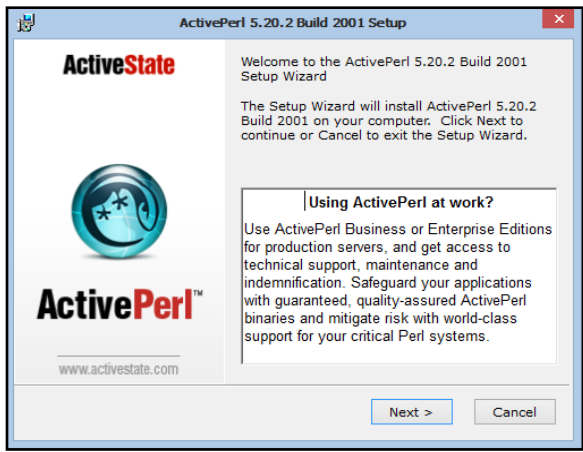 ActivePerl 5.20.2 Build 2001 Setup
ActiveState
Welcome to the ActivePerl 5.20.2 Build 2001
Setup Wizard
The Setup Wizard will install ActivePerl 5.20.2
Build 2001 on your computer. Click Next to
continue or Cancel to exit the Setup Wizard.
Using ActivePerl at work?
Use ActivePerl Business or Enterprise Editions
for production servers, and get access to
technical support, maintenance and
indemnification. Safeguard your applications
with guaranteed, quality-assured ActivePerl
binaries and mitigate risk with world-class
support for your critical Perl systems.
ActivePerl™
www.activestate.com
Next >
Cancel